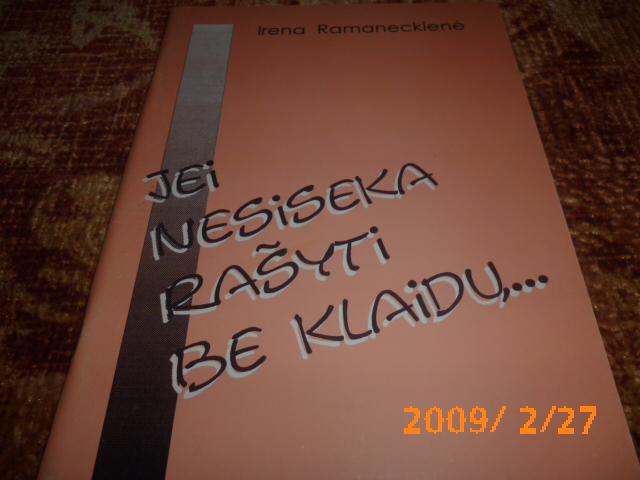 Irena Ramaneckienė
JEi
NESiSEKA
RAŠYTi
BE KLAiDŲ,...
2009/ 2/27